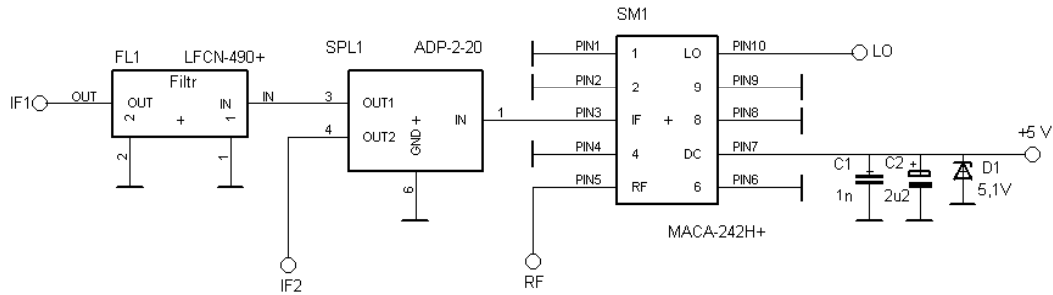 SM1
SPL1 ADP-2-20
FL1 LFCN-490+
Filtr
PIN1 1 LO PIN10 LO
PIN2 2 9 PIN9
IF1 OUT OUT IN IN 3 OUT1
2 + 1
4 OUT2 GND + IN 1 PIN3 IF + 8 PIN8
+5 V
PIN4 4 DC PIN7
2 1
PIN5 RF 6 PIN6
C1 + C2 + D1
1n 2u2 5,1V
6
MACA-242H+
IF2 RF